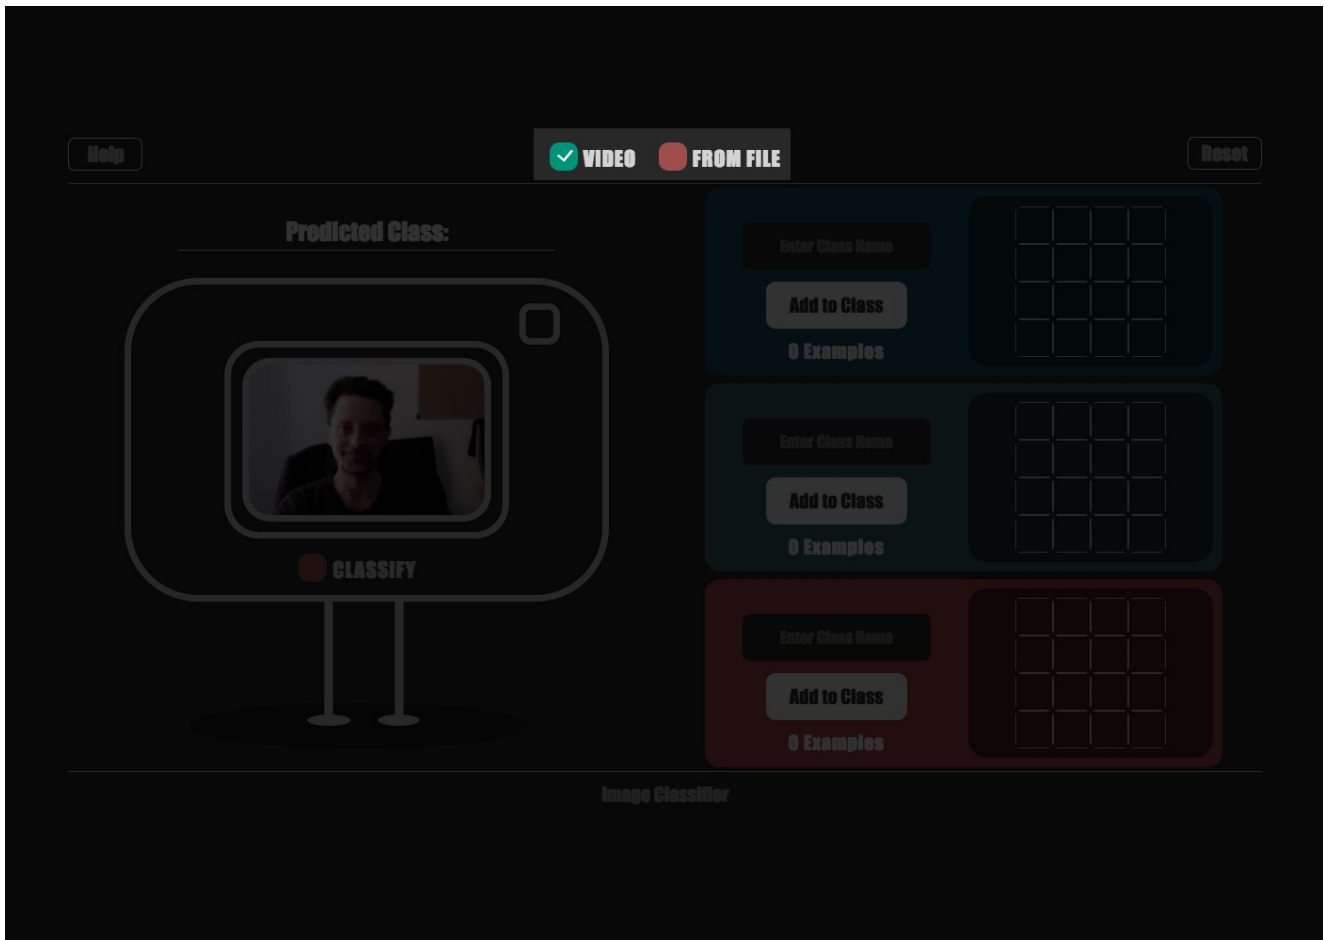 Help
VIDEO FROM FILE
Reset
Predicted Class:
CLASSIFY
Enter Class Name
Add to Class
0 Examples
Enter Class Name
Add to Class
0 Examples
Enter Class Name
Add to Class
0 Examples
Image Classifier